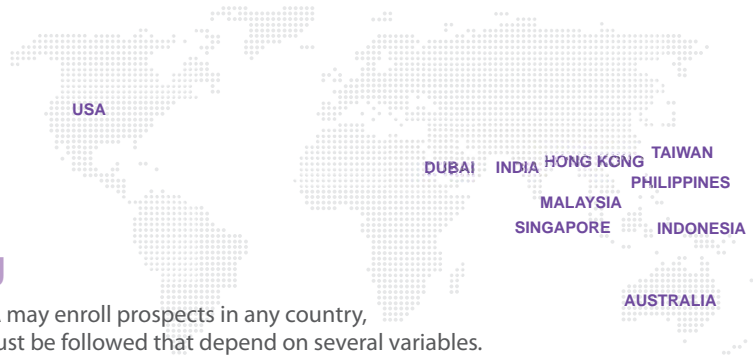 USA
TAIWAN
DUBAI INDIA HONG KONG
PHILIPPINES
MALAYSIA
SINGAPORE INDONESIA
AUSTRALIA
may enroll prospects in any country,
ust be followed that depend on several variables.